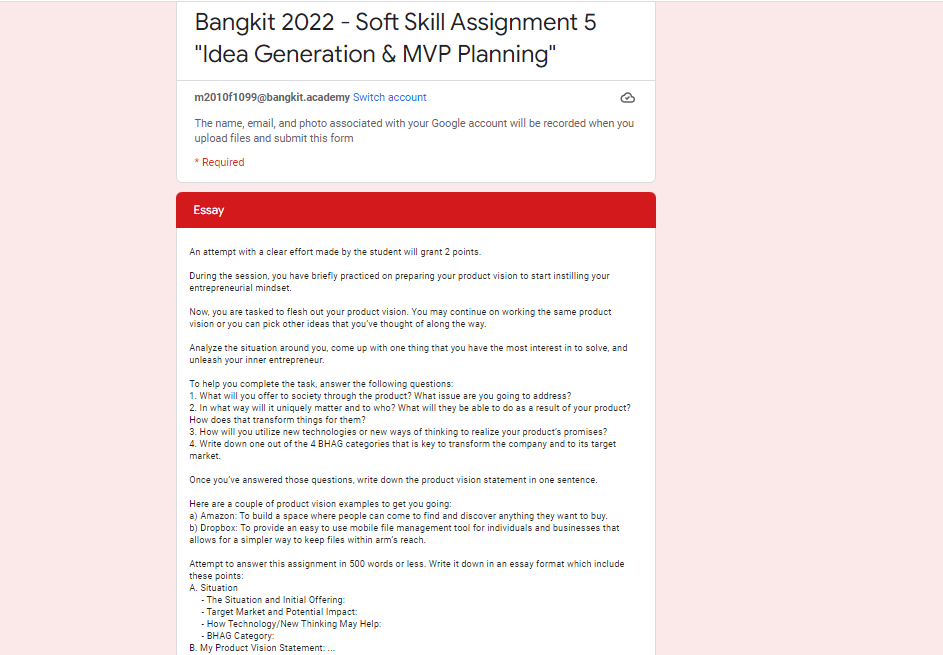 Bangkit 2022 - Soft Skill Assignment 5
"Idea Generation & MVP Planning"
m2010f1099@bangkit.academy Switch account
The name, email, and photo associated with your Google account will be recorded when you
upload files and submit this form
* Required
Essay
An attempt with a clear effort made by the student will grant 2 points.
During the session, you have briefly practiced on preparing your product vision to start instilling your
entrepreneurial mindset.
Now, you are tasked to flesh out your product vision. You may continue on working the same product
vision or you can pick other ideas that you've thought of along the way.
Analyze the situation around you, come up with one thing that you have the most interest in to solve, and
unleash your inner entrepreneur.
To help you complete the task, answer the following questions:
1. What will you offer to society through the product? What issue are you going to address?
2. In what way will it uniquely matter and to who? What will they be able to do as a result of your product?
How does that transform things for them?
3. How will you utilize new technologies or new ways of thinking to realize your product's promises?
4. Write down one out of the 4 BHAG categories that is key to transform the company and to its target
market.
Once you've answered those questions, write down the product vision statement in one sentence.
Here are a couple of product vision examples to get you going:
a) Amazon: To build a space where people can come to find and discover anything they want to buy.
b) Dropbox: To provide an easy to use mobile file management tool for individuals and businesses that
allows for a simpler way to keep files within arm's reach.
Attempt to answer this assignment in 500 words or less. Write it down in an essay format which include
these points:
A. Situation
- The Situation and Initial Offering:
- Target Market and Potential Impact:
- How Technology/New Thinking May Help:
- BHAG Category:
B. My Product Vision Statement: ...